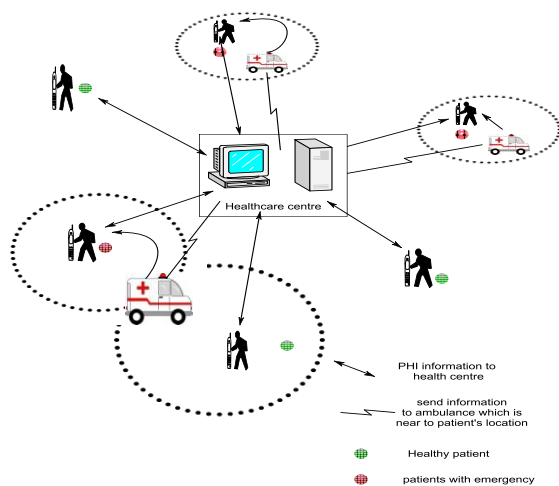 Healthcare centre
PHI information to
health centre
send information
to ambulance which is
near to patient's location
Healthy patient
patients with emergency